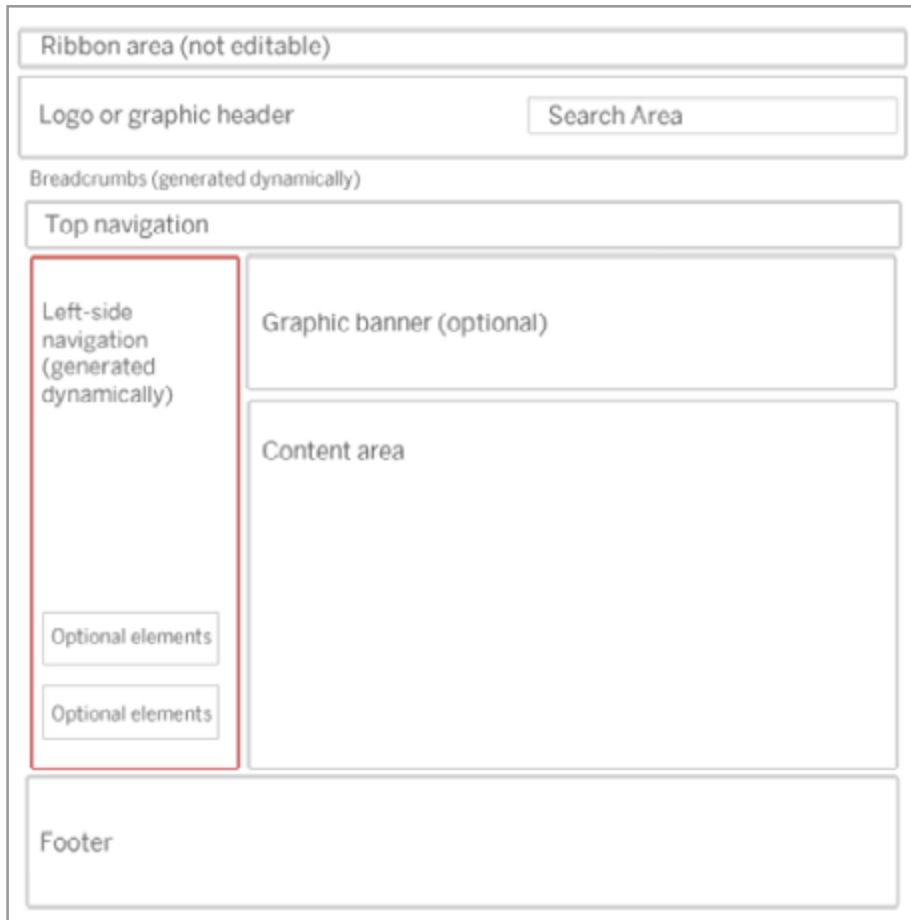 Ribbon area (not editable)
Logo or graphic header
Search Area
Breadcrumbs (generated dynamically)
Top navigation
Left-side
navigation
(generated
dynamically)
Graphic banner (optional)
Content area
Optional elements
Optional elements
Footer